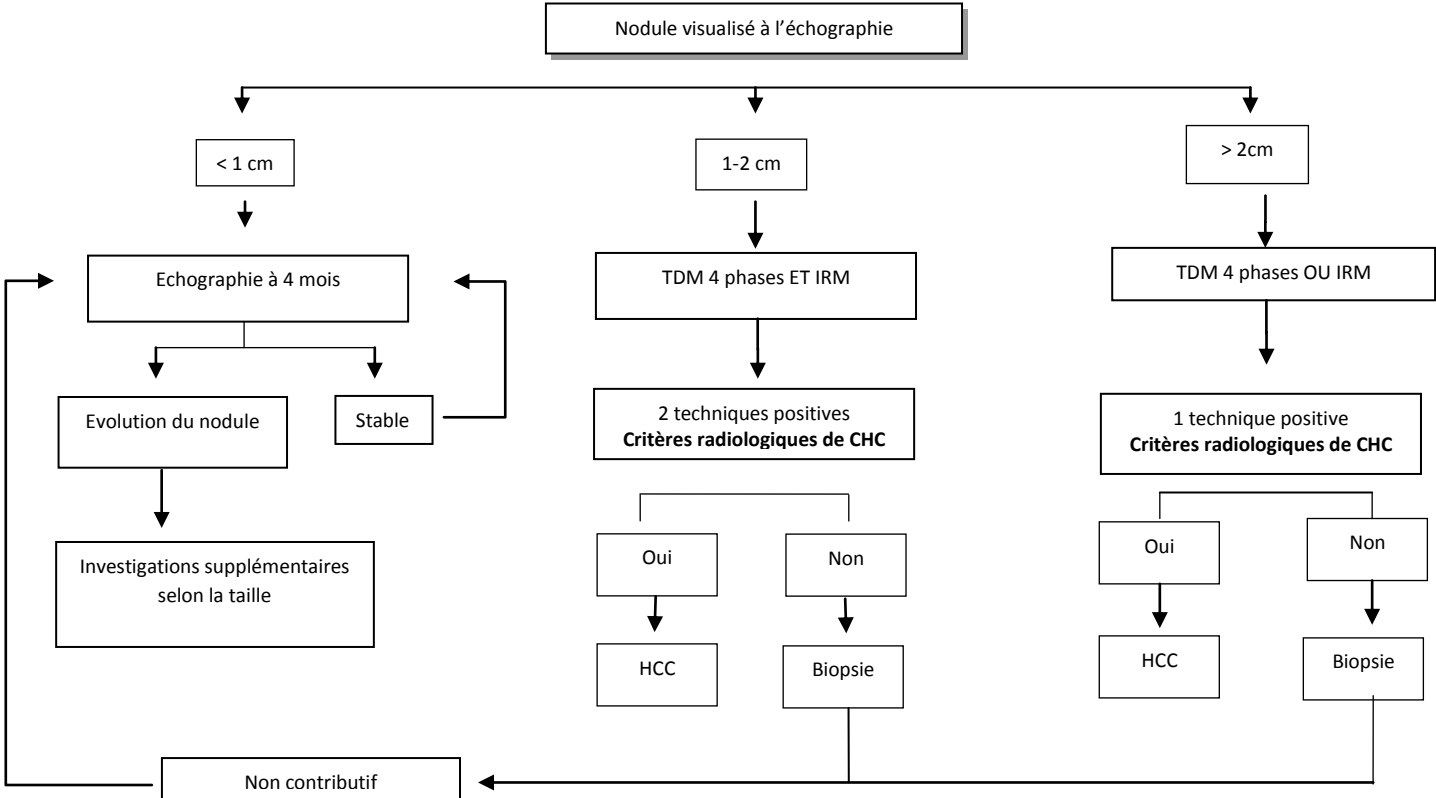 Nodule visualisé à l'échographie
< 1 cm
1-2 cm
> 2cm
Echographie à 4 mois
TDM 4 phases ET IRM
TDM 4 phases OU IRM
Evolution du nodule
Stable
2 techniques positives
Critères radiologiques de CHC
1 technique positive
Critères radiologiques de CHC
Investigations supplémentaires
selon la taille
Oui
Non
Oui
Non
HCC
Biopsie
HCC
Biopsie
Non contributif